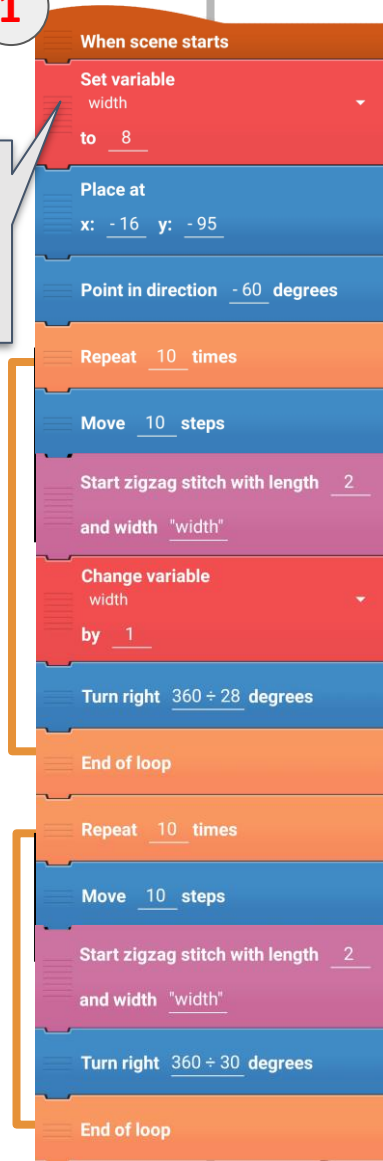 1
When scene starts
Set variable
width
to 8
Place at
x: - 16 y: - 95
Point in direction - 60 degrees
Repeat 10 times
Move 10 steps
Start zigzag stitch with length 2
and width "width"
Change variable
width
by 1
Turn right 360 ÷ 28 degrees
End of loop
Repeat 10 times
Move 10 steps
Start zigzag stitch with length 2
and width "width"
Turn right 360 ÷ 30 degrees
End of loop